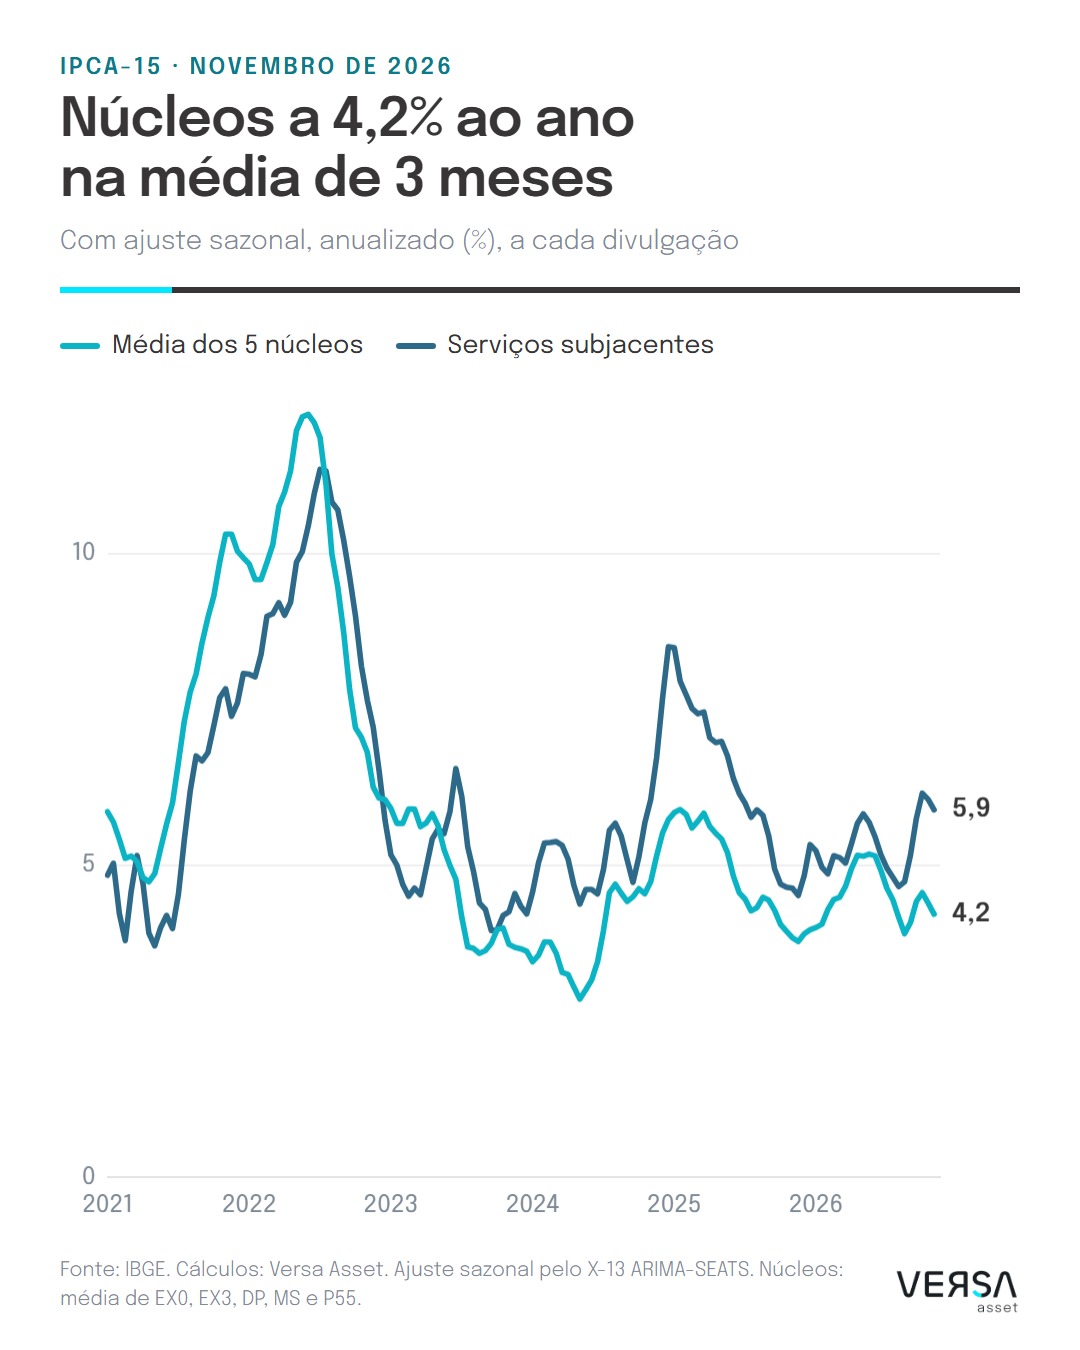 IPCA-15 · NOVEMBRO DE 2026
Núcleos a 4,2% ao ano
na média de 3 meses
Com ajuste sazonal, anualizado (%), a cada divulgação
Média dos 5 núcleos
Serviços subjacentes
10
5
0
5,9
4,2
2021 2022 2023 2024 2025 2026
Fonte: IBGE. Cálculos: Versa Asset. Ajuste sazonal pelo X-13 ARIMA-SEATS. Núcleos:
média de EX0, EX3, DP, MS e P55.
VERSA
asset